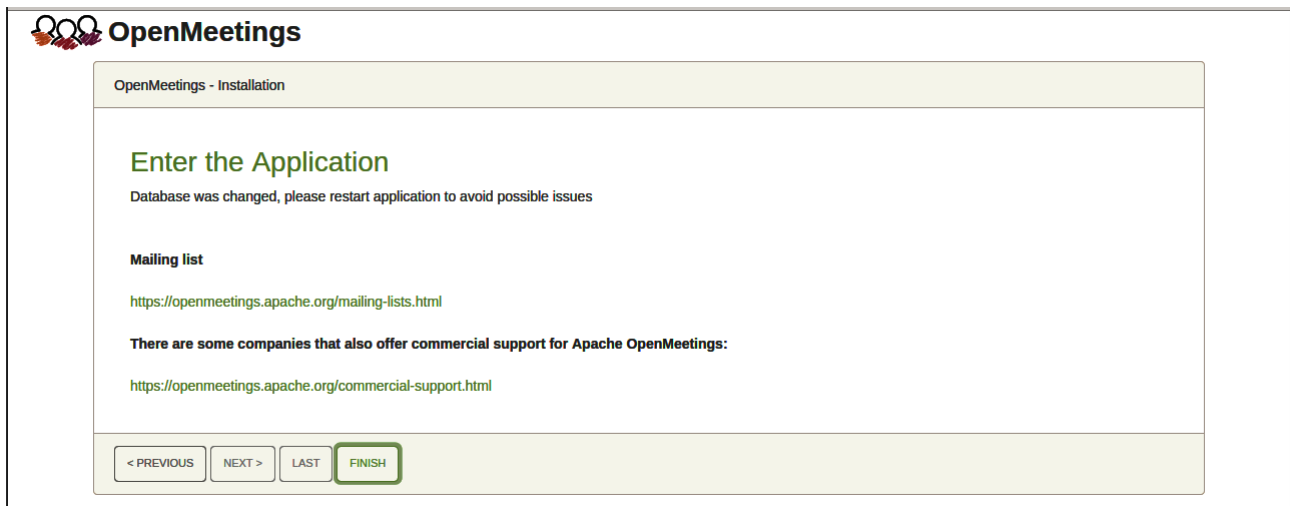 OpenMeetings
OpenMeetings - Installation
Enter the Application
Database was changed, please restart application to avoid possible issues
Mailing list
https://openmeetings.apache.org/mailing-lists.html
There are some companies that also offer commercial support for Apache OpenMeetings:
https://openmeetings.apache.org/commercial-support.html
< PREVIOUS NEXT > LAST FINISH